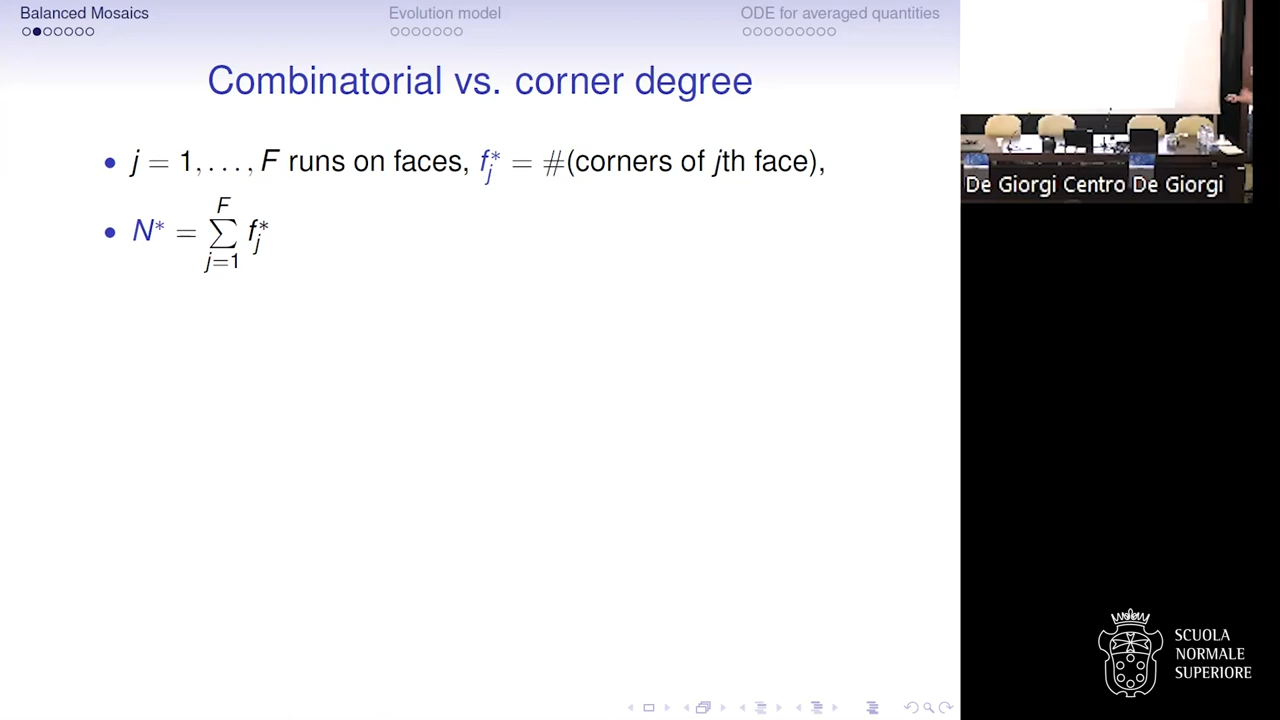 Balanced Mosaics
Evolution model
ODE for averaged quantities
Combinatorial vs. corner degree
• j = 1, . . . , F runs on faces, f*_j = #(corners of jth face),
• N* = ∑_{j=1}^{F} f*_j
De Giorgi Centro De Giorgi
SCUOLA
NORMALE
SUPERIORE